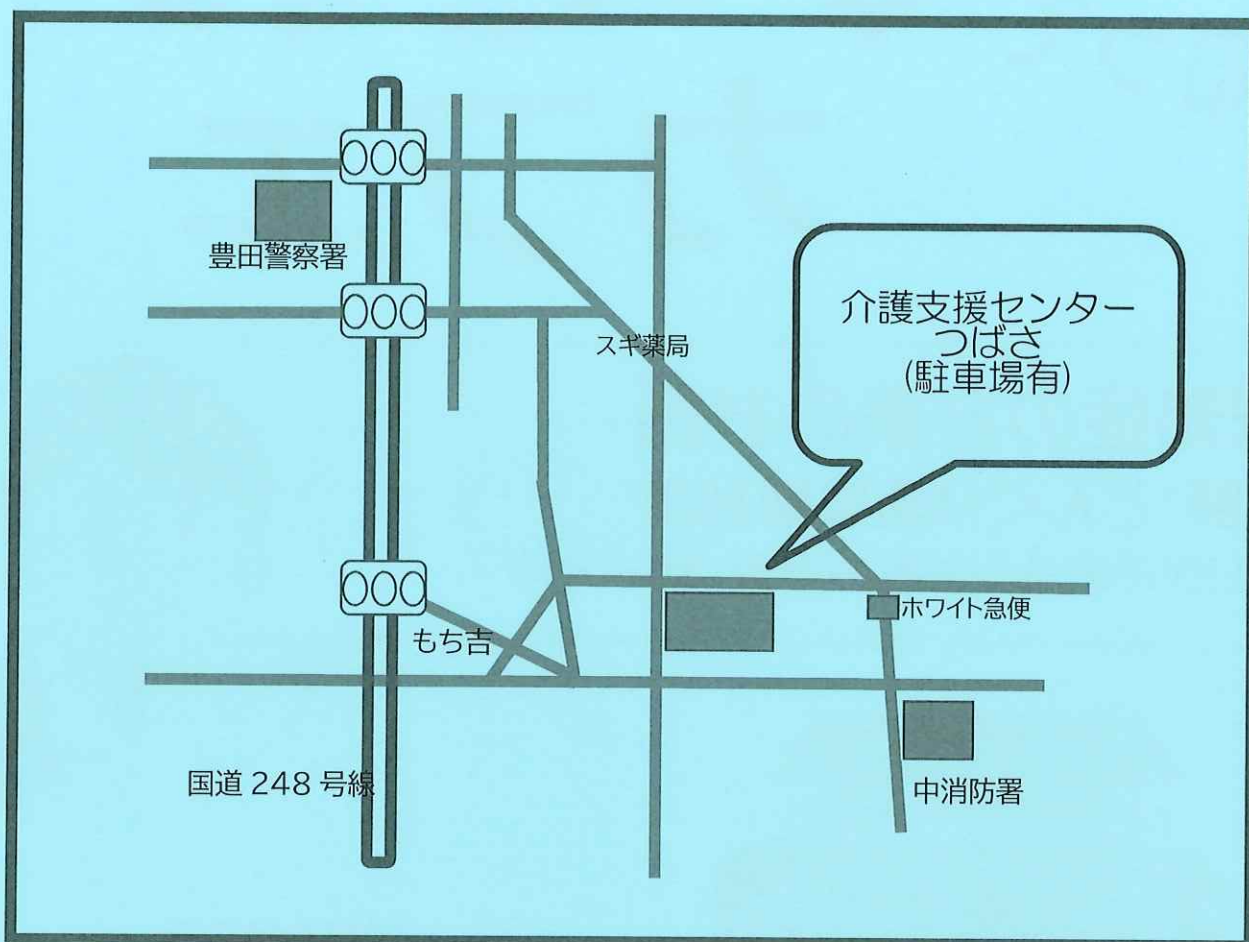 豊田警察署
スギ薬局
介護支援センター
つばさ
(駐車場有)
ホワイト急便
もち吉
国道 248 号線
中消防署